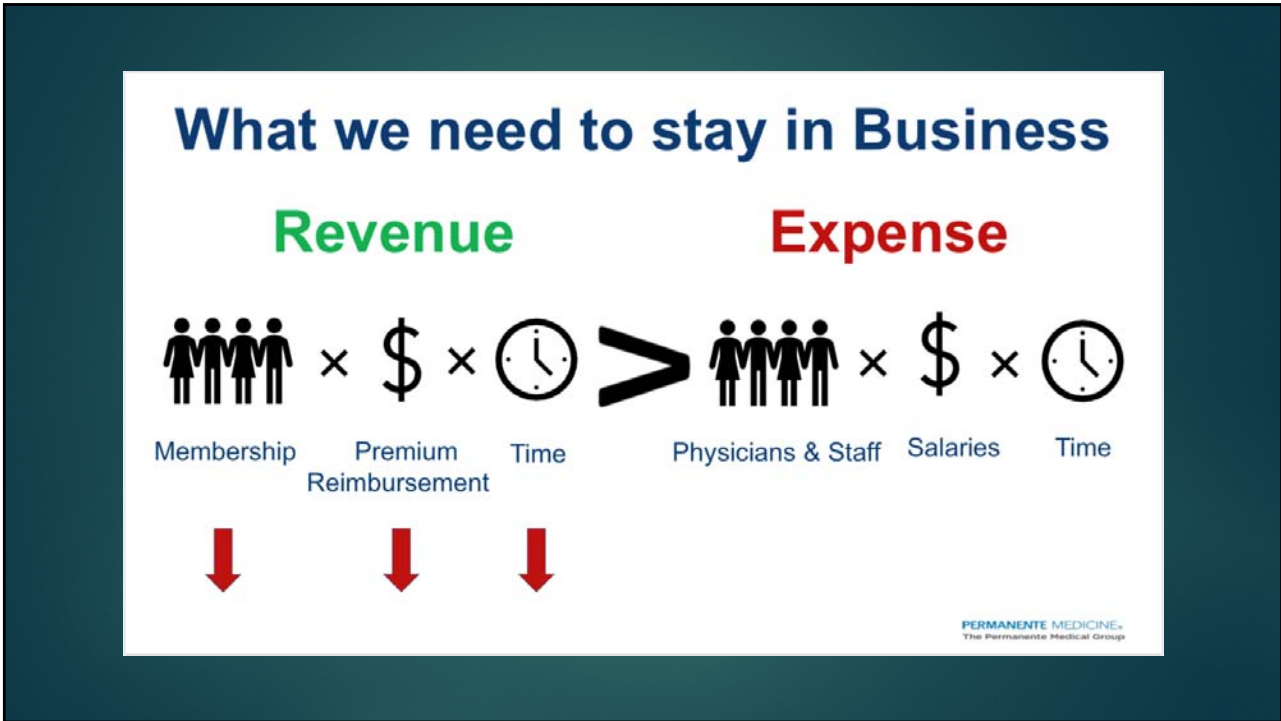 What we need to stay in Business
Revenue
Expense
× $ × > × $ ×
Membership
Premium
Reimbursement
Time
Physicians & Staff
Salaries
Time
PERMANENTE MEDICINE®
The Permanente Medical Group